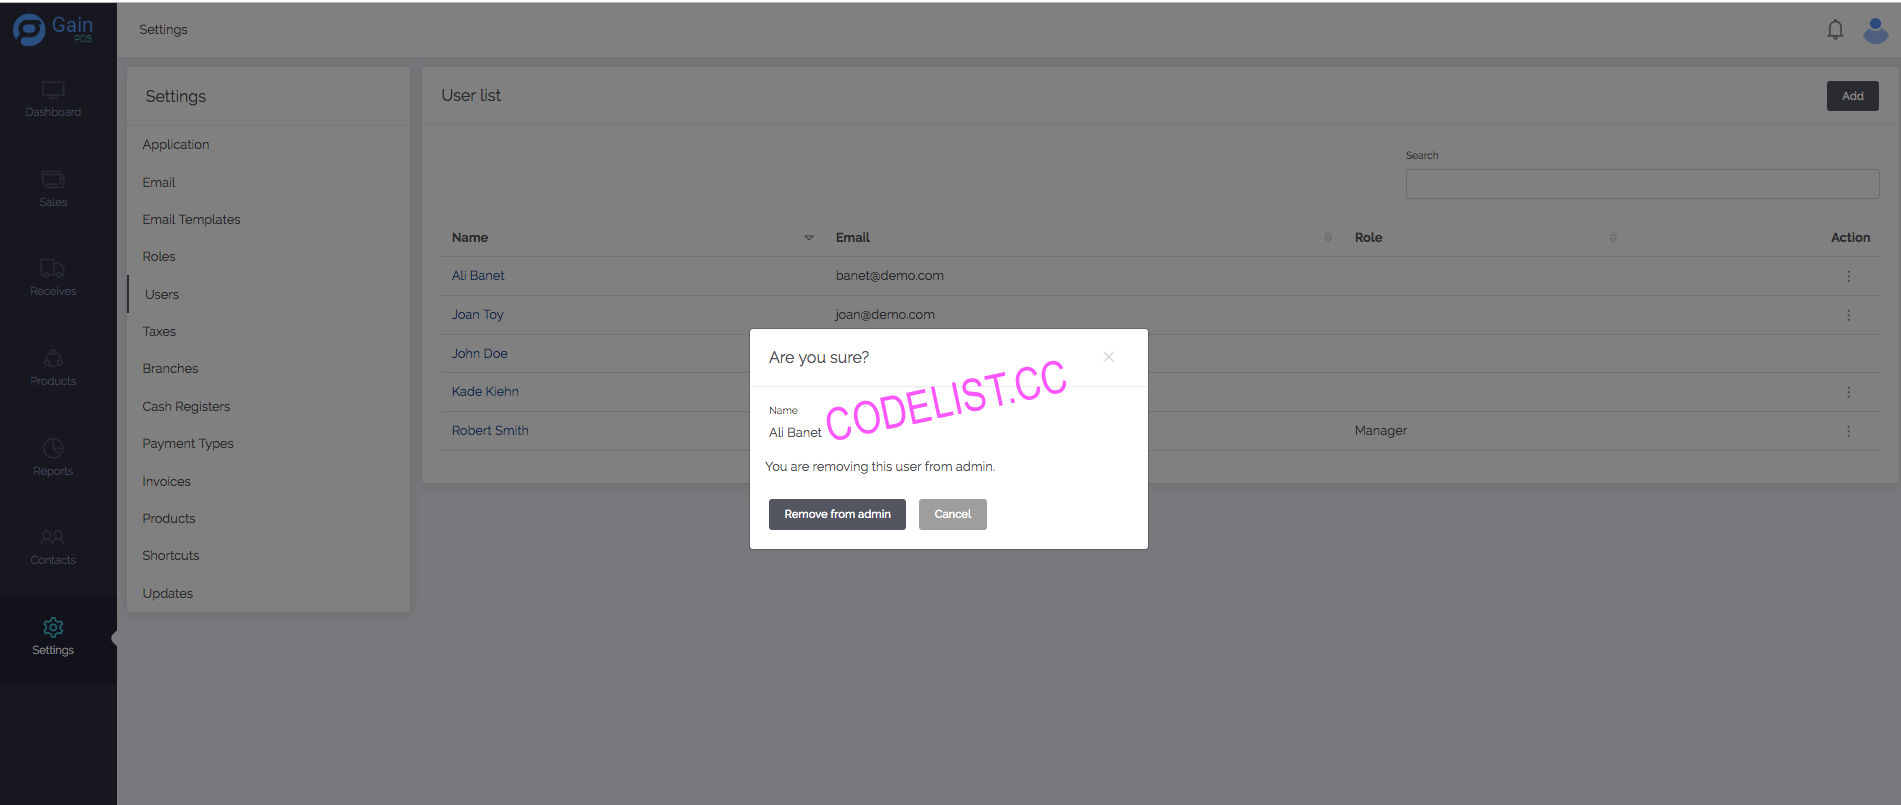 Gain
POS
Settings
Dashboard
Sales
Receives
Products
Reports
Contacts
Settings
Settings
Application
Email
Email Templates
Roles
Users
Taxes
Branches
Cash Registers
Payment Types
Invoices
Products
Shortcuts
Updates
User list
Add
Search
Name Email Role Action
Ali Banet banet@demo.com
Joan Toy joan@demo.com
John Doe
Kade Kiehn
Robert Smith Manager
Are you sure?
Name
Ali Banet
CODELIST.CC
You are removing this user from admin.
Remove from admin Cancel